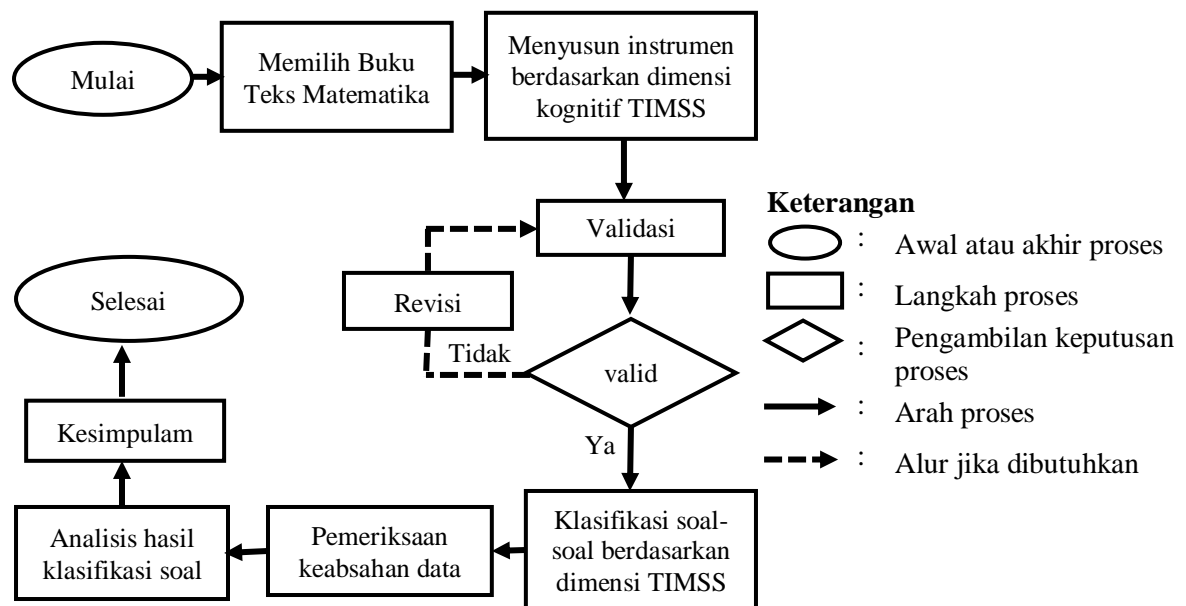 Mulai
Memilih Buku
Teks Matematika
Menyusun instrumen
berdasarkan dimensi
kognitif TIMSS
Validasi
Revisi
Tidak
valid
Ya
Klasifikasi soal-
soal berdasarkan
dimensi TIMSS
Pemeriksaan
keabsahan data
Analisis hasil
klasifikasi soal
Kesimpulam
Selesai
Keterangan
: Awal atau akhir proses
: Langkah proses
: Pengambilan keputusan
proses
: Arah proses
: Alur jika dibutuhkan